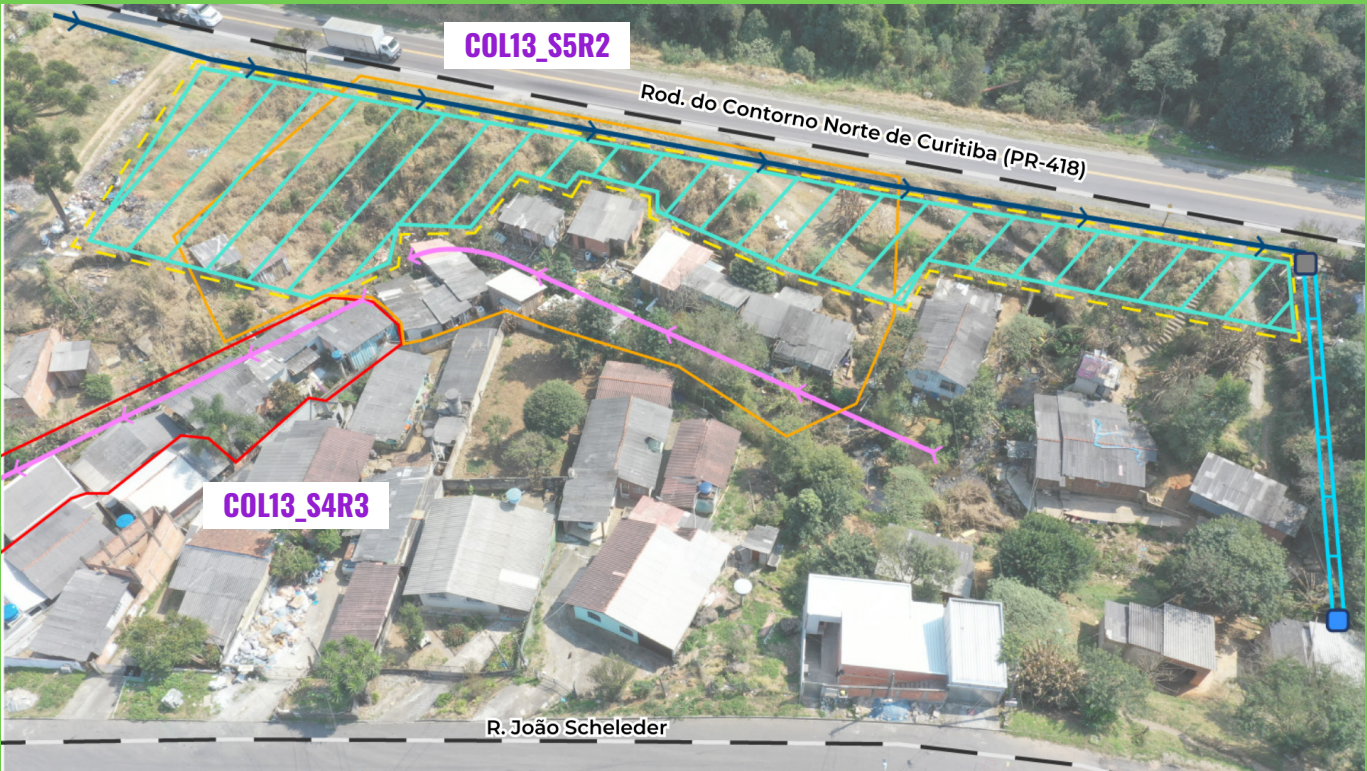 COL13_S5R2
Rod. do Contorno Norte de Curitiba (PR-418)
COL13_S4R3
R. João Scheleder